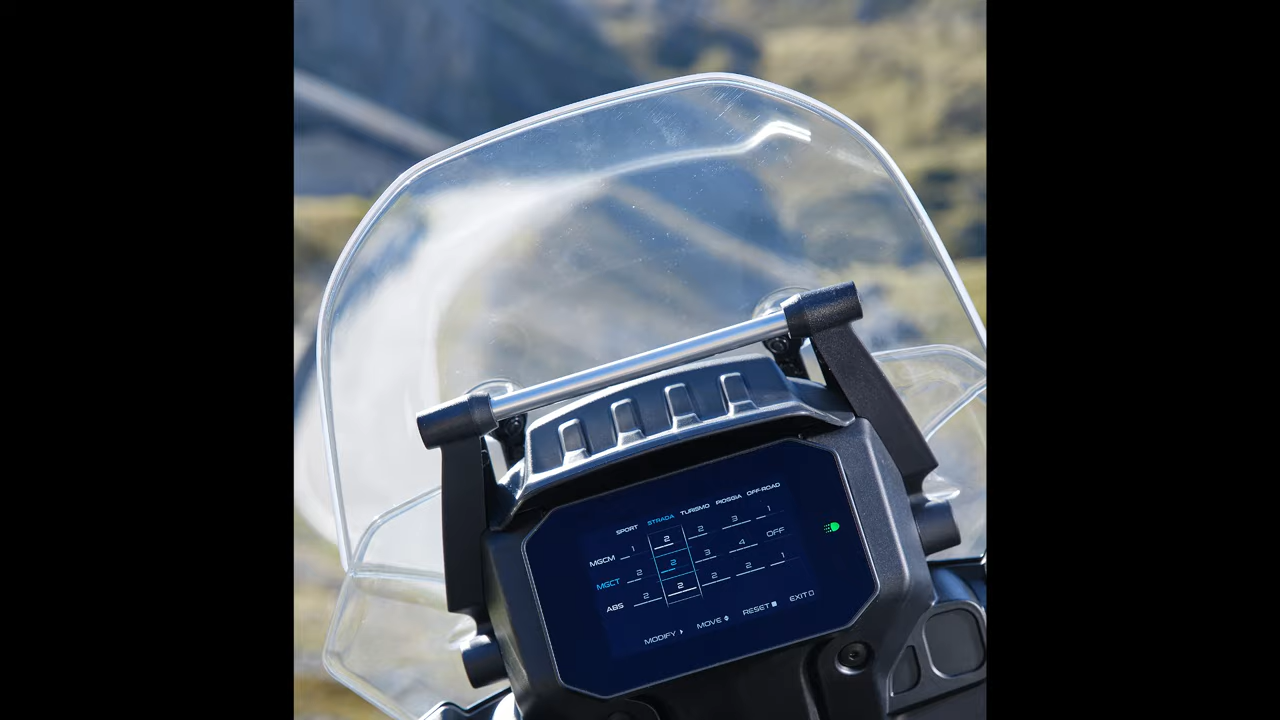 SPORT STRADA TURISMO PIOGGIA OFF-ROAD
MGCM 1 2 2 3 1
MGCT 2 2 3 4 OFF
ABS 2 2 2 2 1
MODIFY MOVE RESET EXIT